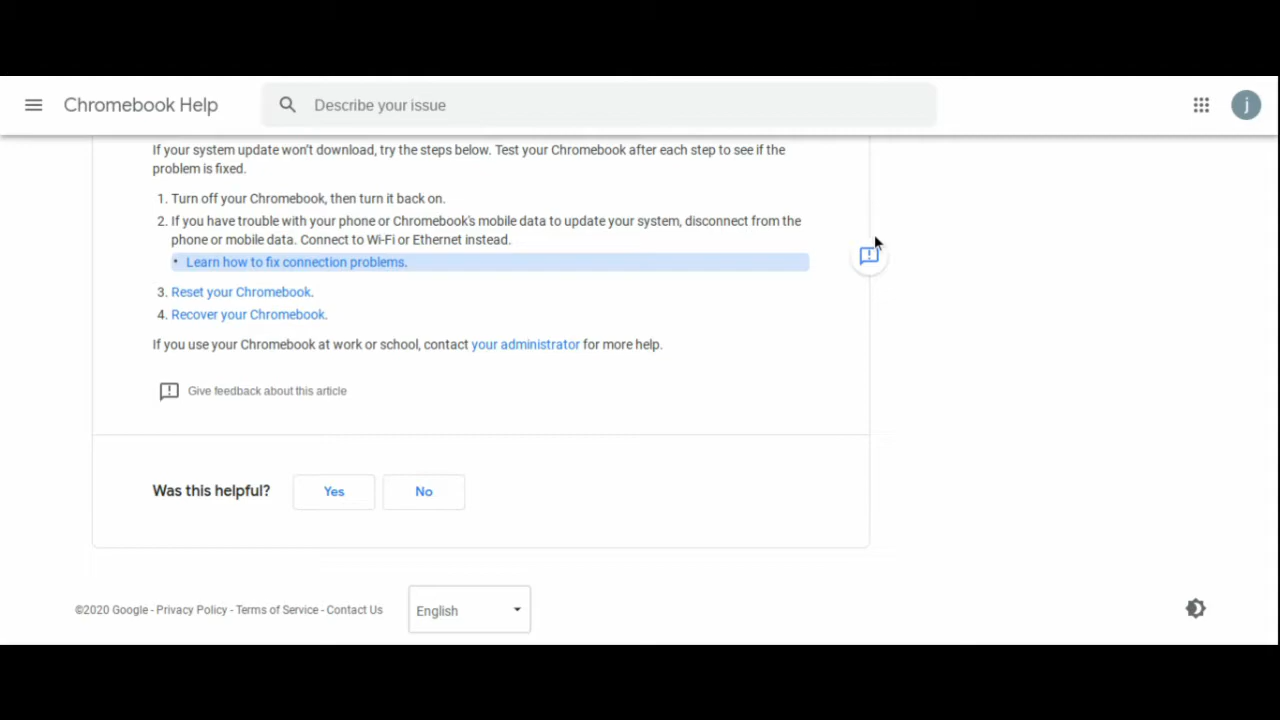 Chromebook Help
Describe your issue
j
If your system update won't download, try the steps below. Test your Chromebook after each step to see if the
problem is fixed.
1. Turn off your Chromebook, then turn it back on.
2. If you have trouble with your phone or Chromebook's mobile data to update your system, disconnect from the
phone or mobile data. Connect to Wi-Fi or Ethernet instead.
• Learn how to fix connection problems.
3. Reset your Chromebook.
4. Recover your Chromebook.
If you use your Chromebook at work or school, contact your administrator for more help.
Give feedback about this article
Was this helpful? Yes No
©2020 Google - Privacy Policy - Terms of Service - Contact Us English